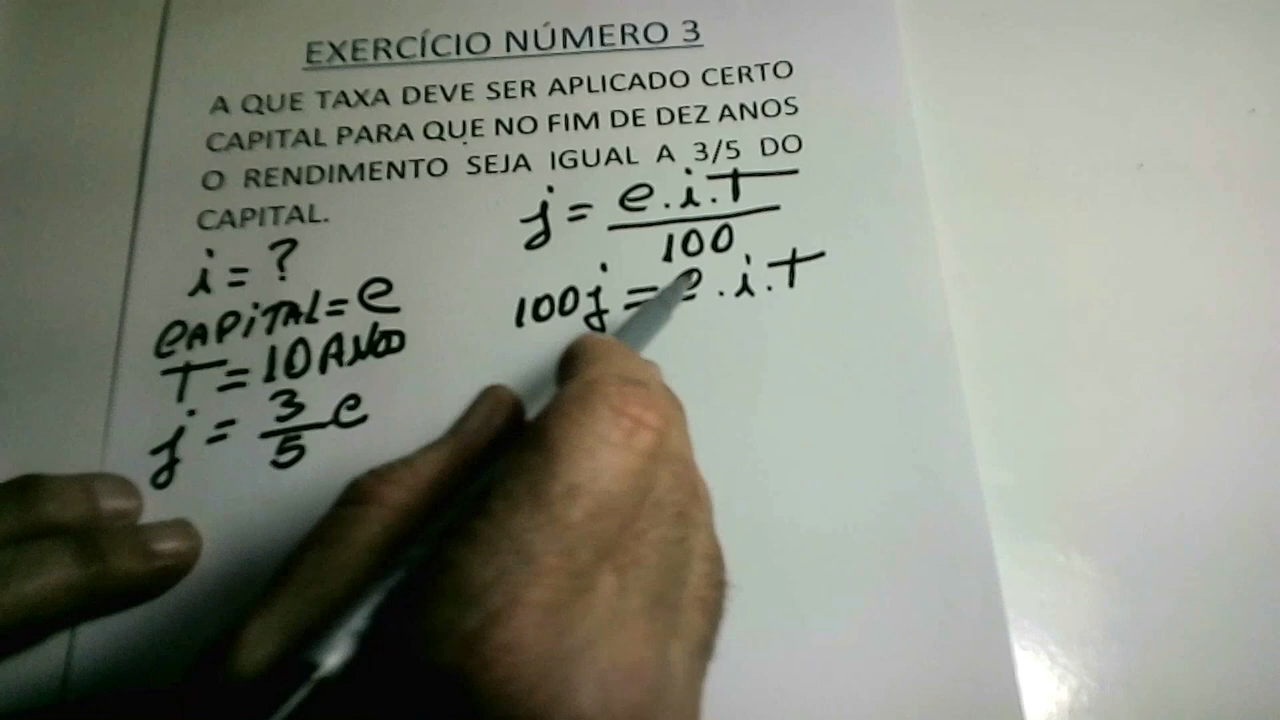 EXERCÍCIO NÚMERO 3
A QUE TAXA DEVE SER APLICADO CERTO
CAPITAL PARA QUE NO FIM DE DEZ ANOS
O RENDIMENTO SEJA IGUAL A 3/5 DO
CAPITAL.
i = ?
CAPITAL = C
T = 10 ANOS
j = 3/5 C
j = C.i.T/100
100j = C.i.T